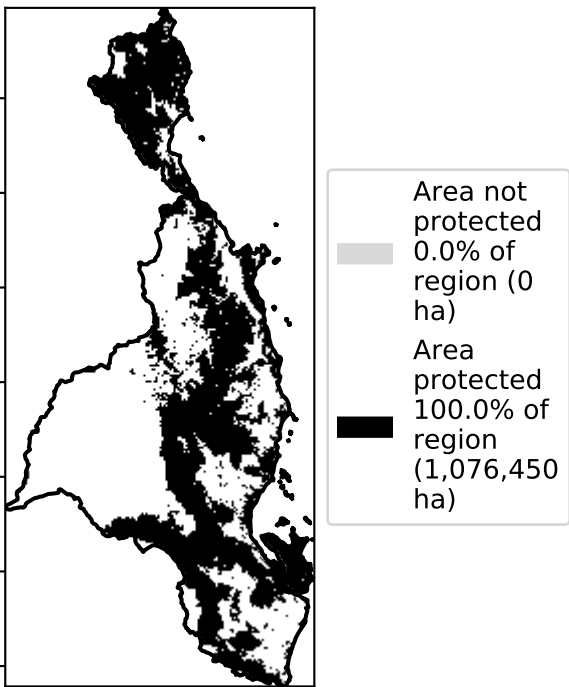 Area not
protected
0.0% of
region (0
ha)
Area
protected
100.0% of
region
(1,076,450
ha)